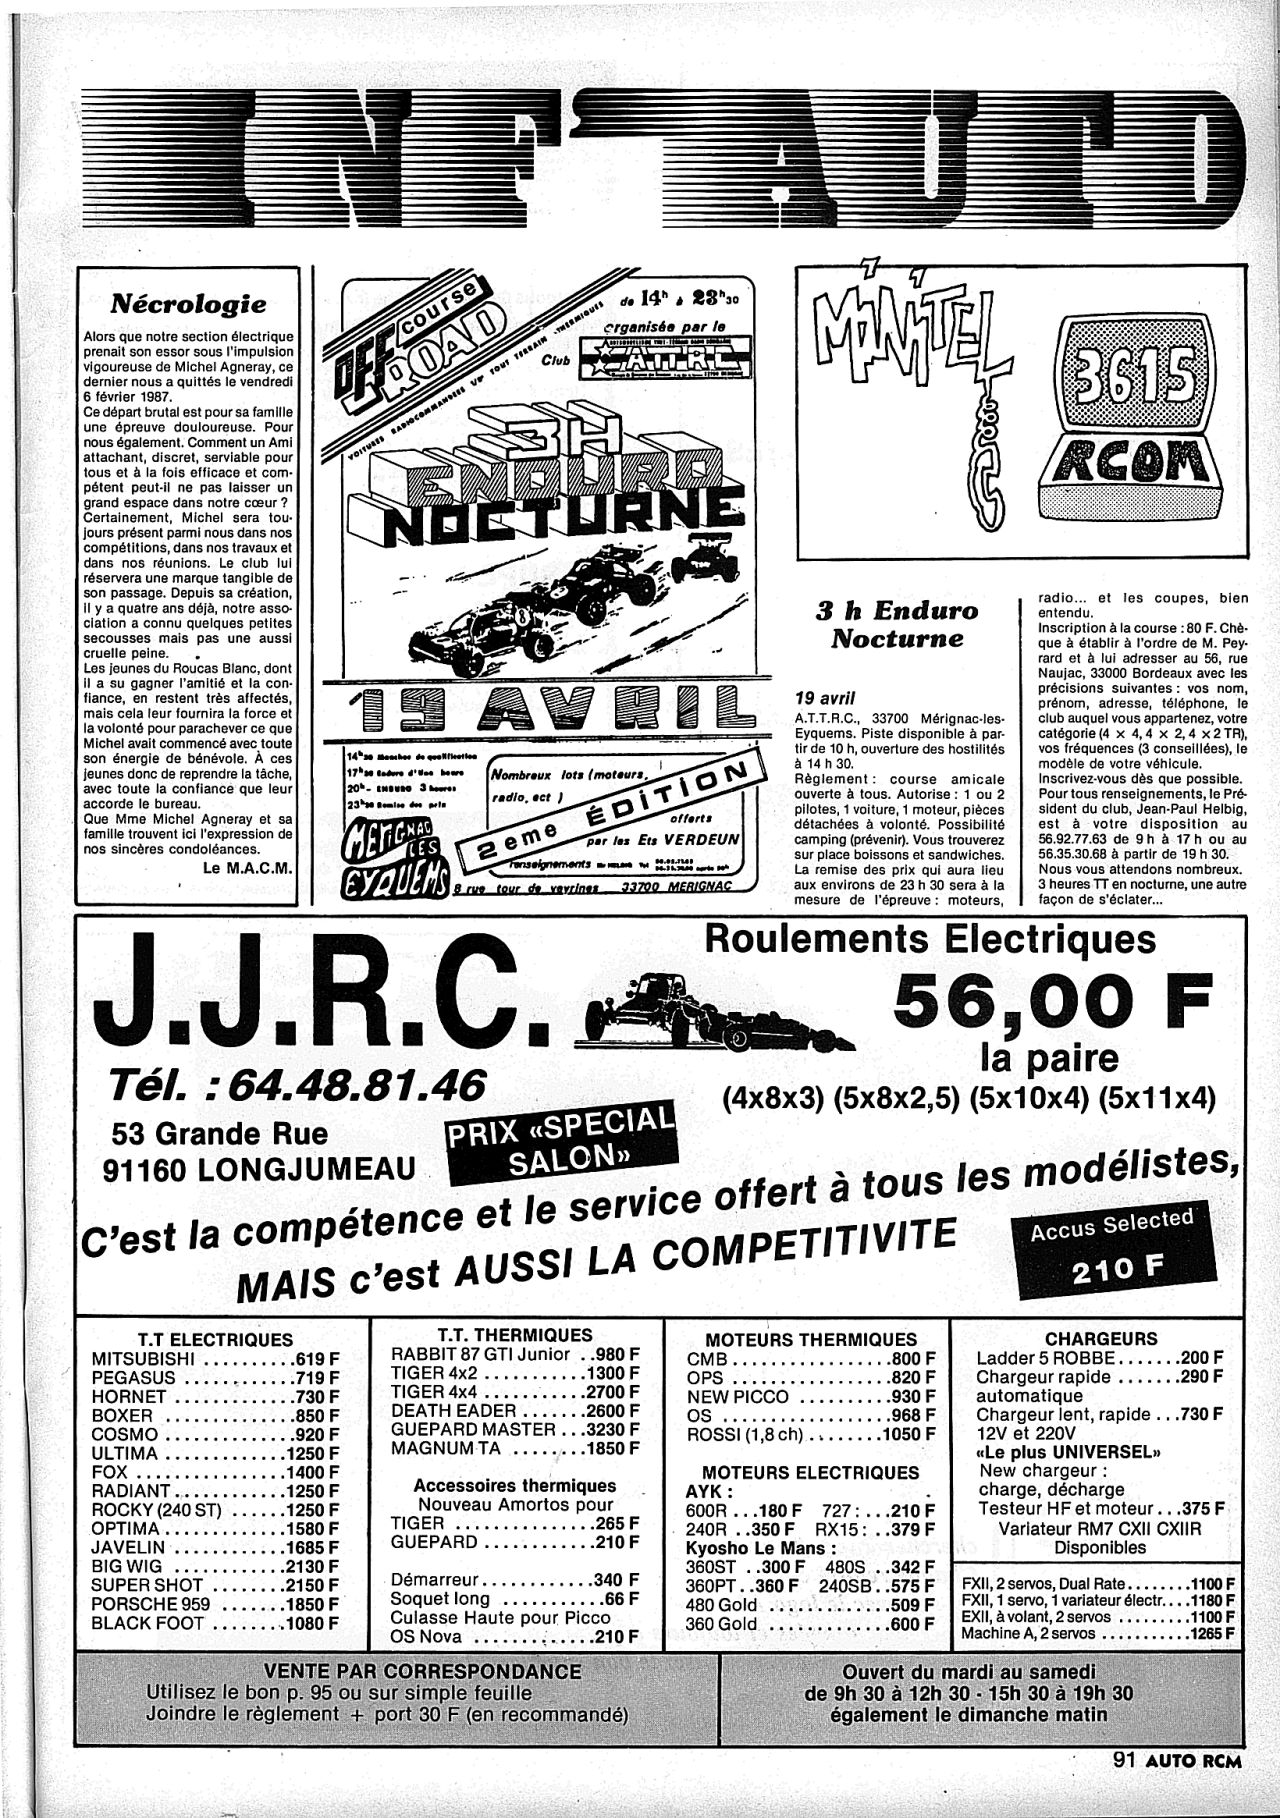 INF'AUTO
Nécrologie
Alors que notre section électrique
prenait son essor sous l'impulsion
vigoureuse de Michel Agneray, ce
dernier nous a quittés le vendredi
6 février 1987.
Ce départ brutal est pour sa famille
une épreuve douloureuse. Pour
nous également. Comment un Ami
attachant, discret, serviable pour
tous et à la fois efficace et com-
pétent peut-il ne pas laisser un
grand espace dans notre cœur ?
Certainement, Michel sera tou-
jours présent parmi nous dans nos
compétitions, dans nos travaux et
dans nos réunions. Le club lui
réservera une marque tangible de
son passage. Depuis sa création,
il y a quatre ans déjà, notre asso-
ciation a connu quelques petites
secousses mais pas une aussi
cruelle peine.
Les jeunes du Roucas Blanc, dont
il a su gagner l'amitié et la con-
fiance, en restent très affectés,
mais cela leur fournira la force et
la volonté pour parachever ce que
Michel avait commencé avec toute
son énergie de bénévole. À ces
jeunes donc de reprendre la tâche,
avec toute la confiance que leur
accorde le bureau.
Que Mme Michel Agneray et sa
famille trouvent ici l'expression de
nos sincères condoléances.
Le M.A.C.M.
course
OFF ROAD
VOITURES RADIOCOMMANDEES 1/8 TOUT TERRAIN THERMIQUES
de 14h à 23h30
organisée par le
Club ATTRC
3H
ENDURO
NOCTURNE
8
19 AVRIL
14h30 Manches de qualification
17h30 Enduro d'Une heure
20h- ENDURO 3 heures
23h30 Remise des prix
Nombreux lots (moteurs,
radio, ect )
offerts
par les Ets VERDEUN
2eme ÉDITION
renseignements
MERIGNAC
LES
EYQUEMS
8 rue tour de veyrines 33700 MERIGNAC
MINITEL
TOC
3615
RCOM
3 h Enduro
Nocturne
19 avril
A.T.T.R.C., 33700 Mérignac-les-
Eyquems. Piste disponible à par-
tir de 10 h, ouverture des hostilités
à 14 h 30.
Règlement : course amicale
ouverte à tous. Autorise : 1 ou 2
pilotes, 1 voiture, 1 moteur, pièces
détachées à volonté. Possibilité
camping (prévenir). Vous trouverez
sur place boissons et sandwiches.
La remise des prix qui aura lieu
aux environs de 23 h 30 sera à la
mesure de l'épreuve : moteurs,
radio... et les coupes, bien
entendu.
Inscription à la course : 80 F. Chè-
que à établir à l'ordre de M. Pey-
rard et à lui adresser au 56, rue
Naujac, 33000 Bordeaux avec les
précisions suivantes : vos nom,
prénom, adresse, téléphone, le
club auquel vous appartenez, votre
catégorie (4 × 4, 4 × 2, 4 × 2 TR),
vos fréquences (3 conseillées), le
modèle de votre véhicule.
Inscrivez-vous dès que possible.
Pour tous renseignements, le Pré-
sident du club, Jean-Paul Helbig,
est à votre disposition au
56.92.77.63 de 9 h à 17 h ou au
56.35.30.68 à partir de 19 h 30.
Nous vous attendons nombreux.
3 heures TT en nocturne, une autre
façon de s'éclater...
J.J.R.C.
Tél. : 64.48.81.46
53 Grande Rue
91160 LONGJUMEAU
Roulements Electriques
56,00 F
la paire
(4x8x3) (5x8x2,5) (5x10x4) (5x11x4)
PRIX «SPECIAL
SALON»
C'est la compétence et le service offert à tous les modélistes,
MAIS c'est AUSSI LA COMPETITIVITE
Accus Selected
210 F
T.T ELECTRIQUES
MITSUBISHI ..........619 F
PEGASUS ............719 F
HORNET .............730 F
BOXER ..............850 F
COSMO ..............920 F
ULTIMA .............1250 F
FOX ................1400 F
RADIANT ............1250 F
ROCKY (240 ST) ......1250 F
OPTIMA .............1580 F
JAVELIN ............1685 F
BIG WIG ............2130 F
SUPER SHOT .........2150 F
PORSCHE 959 ........1850 F
BLACK FOOT ........1080 F
T.T. THERMIQUES
RABBIT 87 GTI Junior ..980 F
TIGER 4x2 ...........1300 F
TIGER 4x4 ...........2700 F
DEATH EADER .......2600 F
GUEPARD MASTER ...3230 F
MAGNUM TA ........1850 F
Accessoires thermiques
Nouveau Amortos pour
TIGER ...............265 F
GUEPARD ............210 F
Démarreur............340 F
Soquet long ...........66 F
Culasse Haute pour Picco
OS Nova .............210 F
MOTEURS THERMIQUES
CMB ................800 F
OPS ................820 F
NEW PICCO ..........930 F
OS .................968 F
ROSSI (1,8 ch) ........1050 F
MOTEURS ELECTRIQUES
AYK :
600R ...180 F 727 : ...210 F
240R ..350 F RX15 : ..379 F
Kyosho Le Mans :
360ST ..300 F 480S ..342 F
360PT ..360 F 240SB..575 F
480 Gold .............509 F
360 Gold .............600 F
CHARGEURS
Ladder 5 ROBBE.......200 F
Chargeur rapide .......290 F
automatique
Chargeur lent, rapide ...730 F
12V et 220V
«Le plus UNIVERSEL»
New chargeur :
charge, décharge
Testeur HF et moteur ...375 F
Variateur RM7 CXII CXIIR
Disponibles
FXII, 2 servos, Dual Rate........1100 F
FXII, 1 servo, 1 variateur électr....1180 F
EXII, à volant, 2 servos .........1100 F
Machine A, 2 servos ............1265 F
VENTE PAR CORRESPONDANCE
Utilisez le bon p. 95 ou sur simple feuille
Joindre le règlement + port 30 F (en recommandé)
Ouvert du mardi au samedi
de 9h 30 à 12h 30 - 15h 30 à 19h 30
également le dimanche matin
91 AUTO RCM